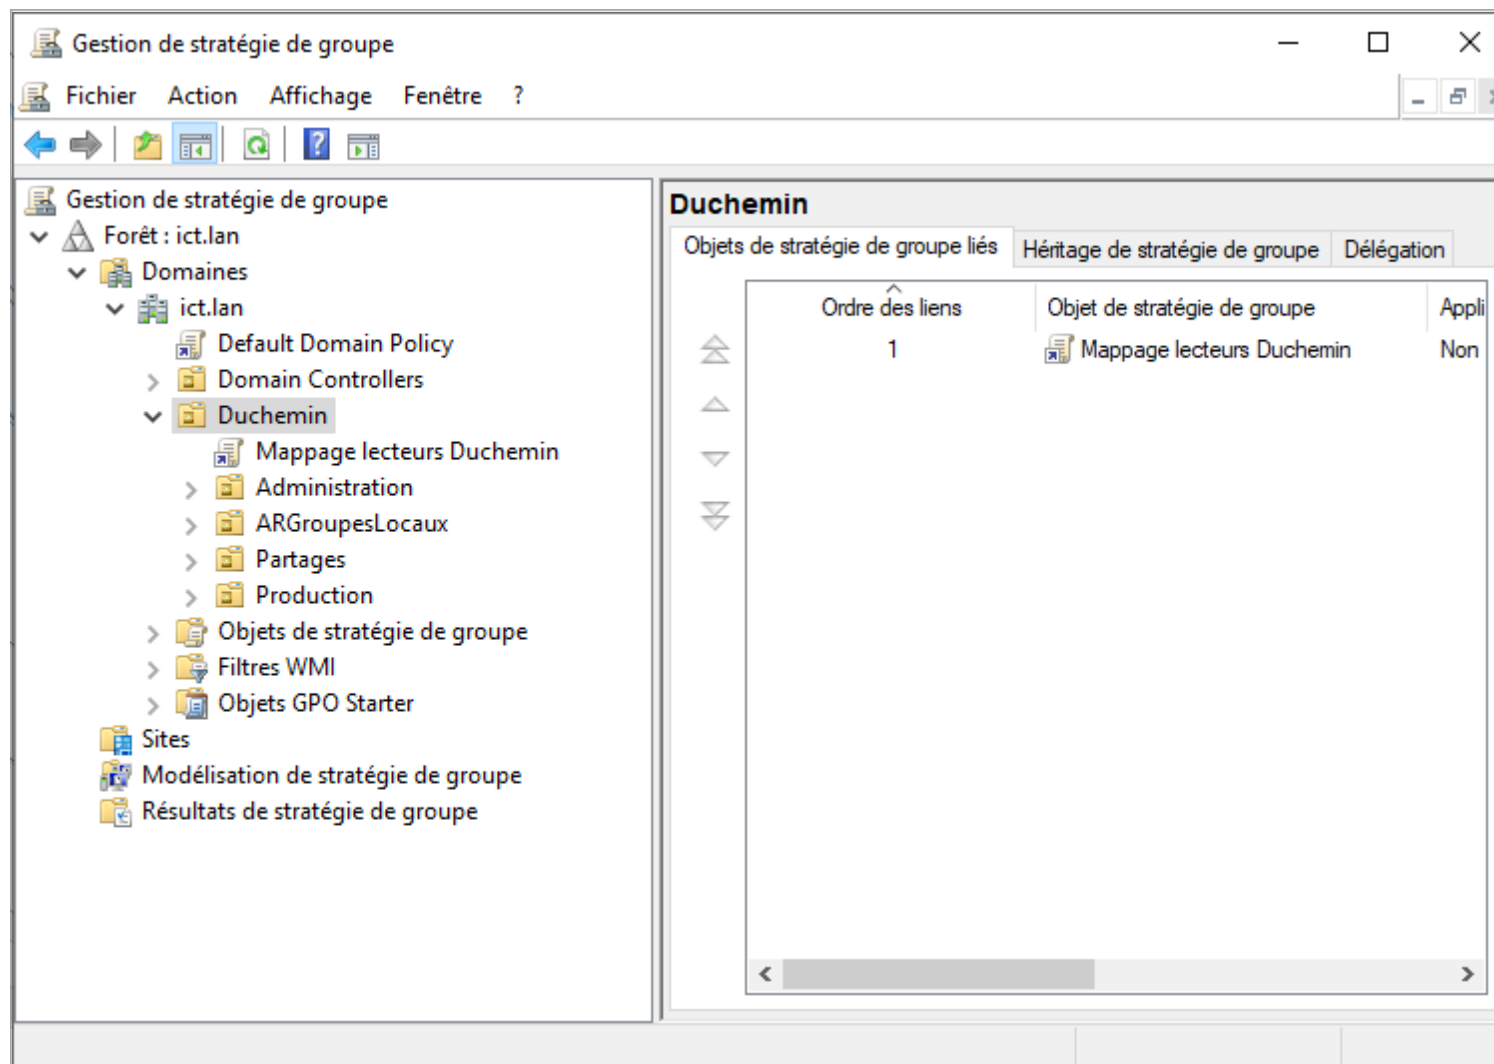 Gestion de stratégie de groupe
Fichier Action Affichage Fenêtre ?
Gestion de stratégie de groupe
Forêt : ict.lan
Domaines
ict.lan
Default Domain Policy
Domain Controllers
Duchemin
Mappage lecteurs Duchemin
Administration
ARGroupesLocaux
Partages
Production
Objets de stratégie de groupe
Filtres WMI
Objets GPO Starter
Sites
Modélisation de stratégie de groupe
Résultats de stratégie de groupe
Duchemin
Objets de stratégie de groupe liés Héritage de stratégie de groupe Délégation
Ordre des liens Objet de stratégie de groupe Appli
1 Mappage lecteurs Duchemin Non